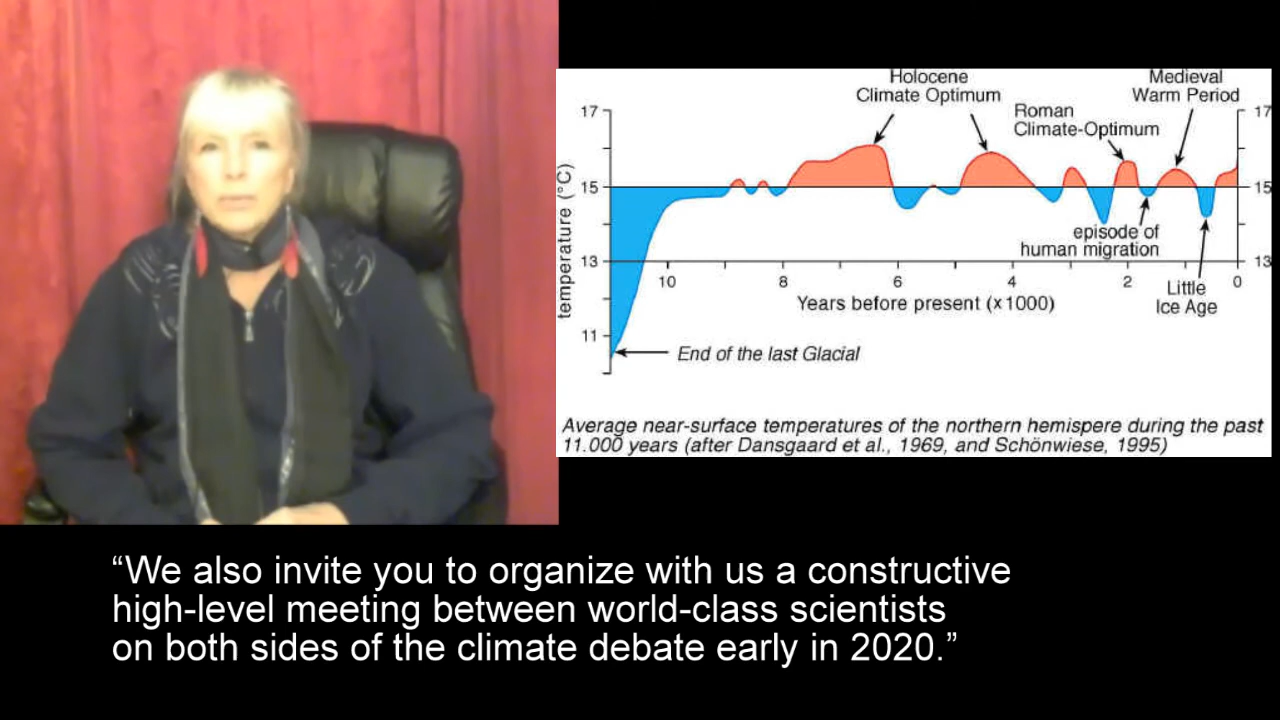 Holocene
Climate Optimum
Medieval
Warm Period
Roman
Climate-Optimum
17
17
15
15
13
13
11
temperature (°C)
episode of
human migration
10
8
6
4
2
0
Years before present (x1000)
Little
Ice Age
End of the last Glacial
Average near-surface temperatures of the northern hemispere during the past
11.000 years (after Dansgaard et al., 1969, and Schönwiese, 1995)
“We also invite you to organize with us a constructive
high-level meeting between world-class scientists
on both sides of the climate debate early in 2020.”